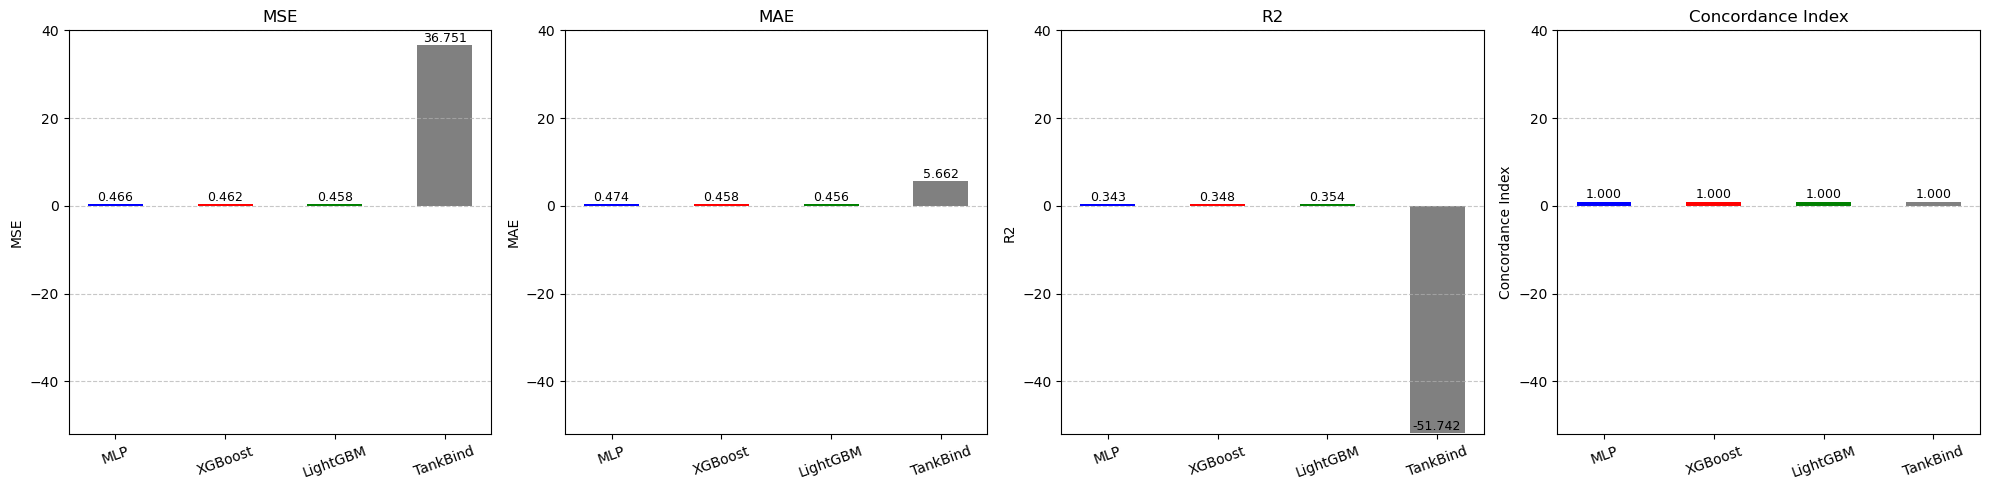 MSE
MSE
40
20
0
−20
−40
0.466
0.462
0.458
36.751
MLP
XGBoost
LightGBM
TankBind
MAE
MAE
40
20
0
−20
−40
0.474
0.458
0.456
5.662
MLP
XGBoost
LightGBM
TankBind
R2
R2
40
20
0
−20
−40
0.343
0.348
0.354
-51.742
MLP
XGBoost
LightGBM
TankBind
Concordance Index
Concordance Index
40
20
0
−20
−40
1.000
1.000
1.000
1.000
MLP
XGBoost
LightGBM
TankBind